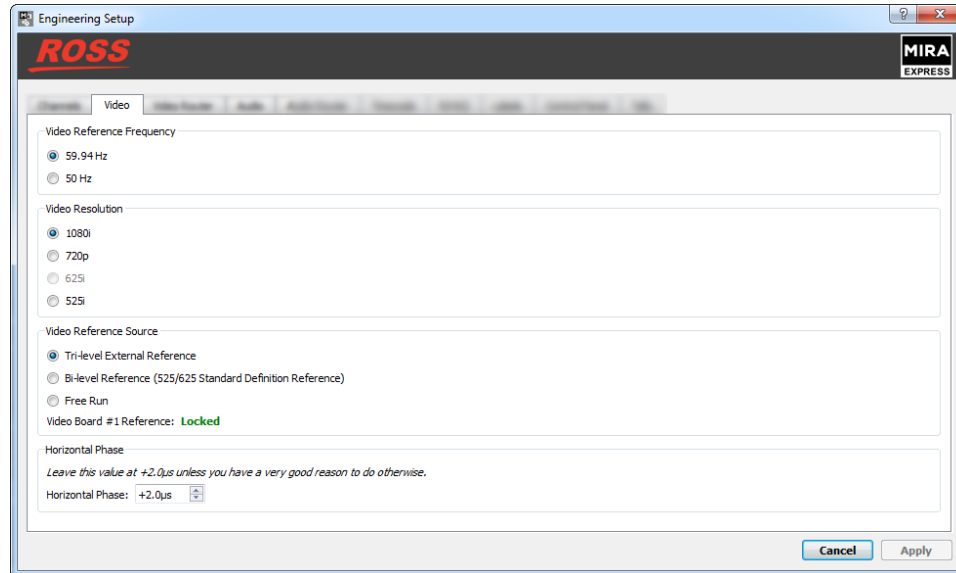 Engineering Setup
ROSS
MIRA
EXPRESS
Video
Video Reference Frequency
59.94 Hz
50 Hz
Video Resolution
1080i
720p
625i
525i
Video Reference Source
Tri-level External Reference
Bi-level Reference (525/625 Standard Definition Reference)
Free Run
Video Board #1 Reference: Locked
Horizontal Phase
Leave this value at +2.0µs unless you have a very good reason to do otherwise.
Horizontal Phase: +2.0µs
Cancel Apply